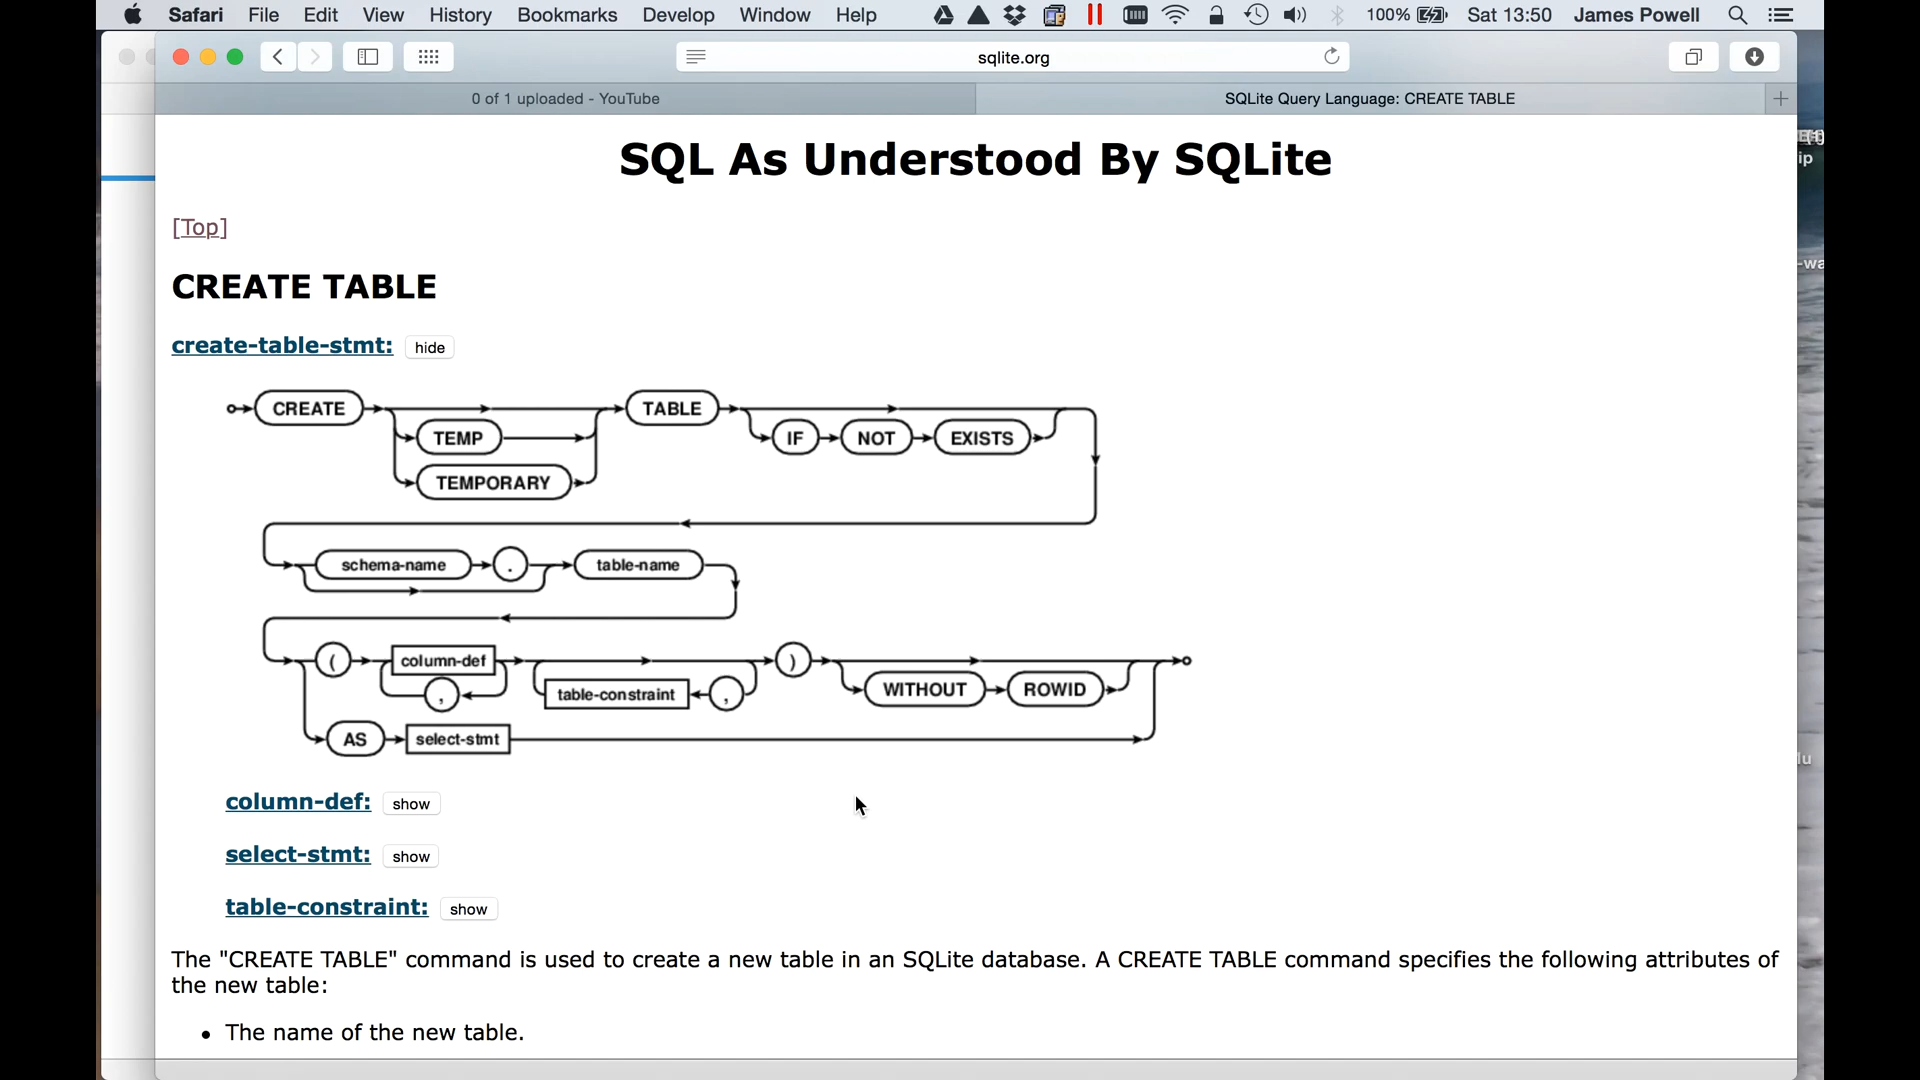 Safari File Edit View History Bookmarks Develop Window Help 100% Sat 13:50 James Powell
sqlite.org
0 of 1 uploaded - YouTube SQLite Query Language: CREATE TABLE
SQL As Understood By SQLite
[Top]
CREATE TABLE
create-table-stmt: hide
CREATE TABLE
TEMP IF NOT EXISTS
TEMPORARY
schema-name . table-name
( column-def )
, table-constraint , WITHOUT ROWID
AS select-stmt
column-def: show
select-stmt: show
table-constraint: show
The "CREATE TABLE" command is used to create a new table in an SQLite database. A CREATE TABLE command specifies the following attributes of
the new table:
• The name of the new table.
ip
-wa
lu